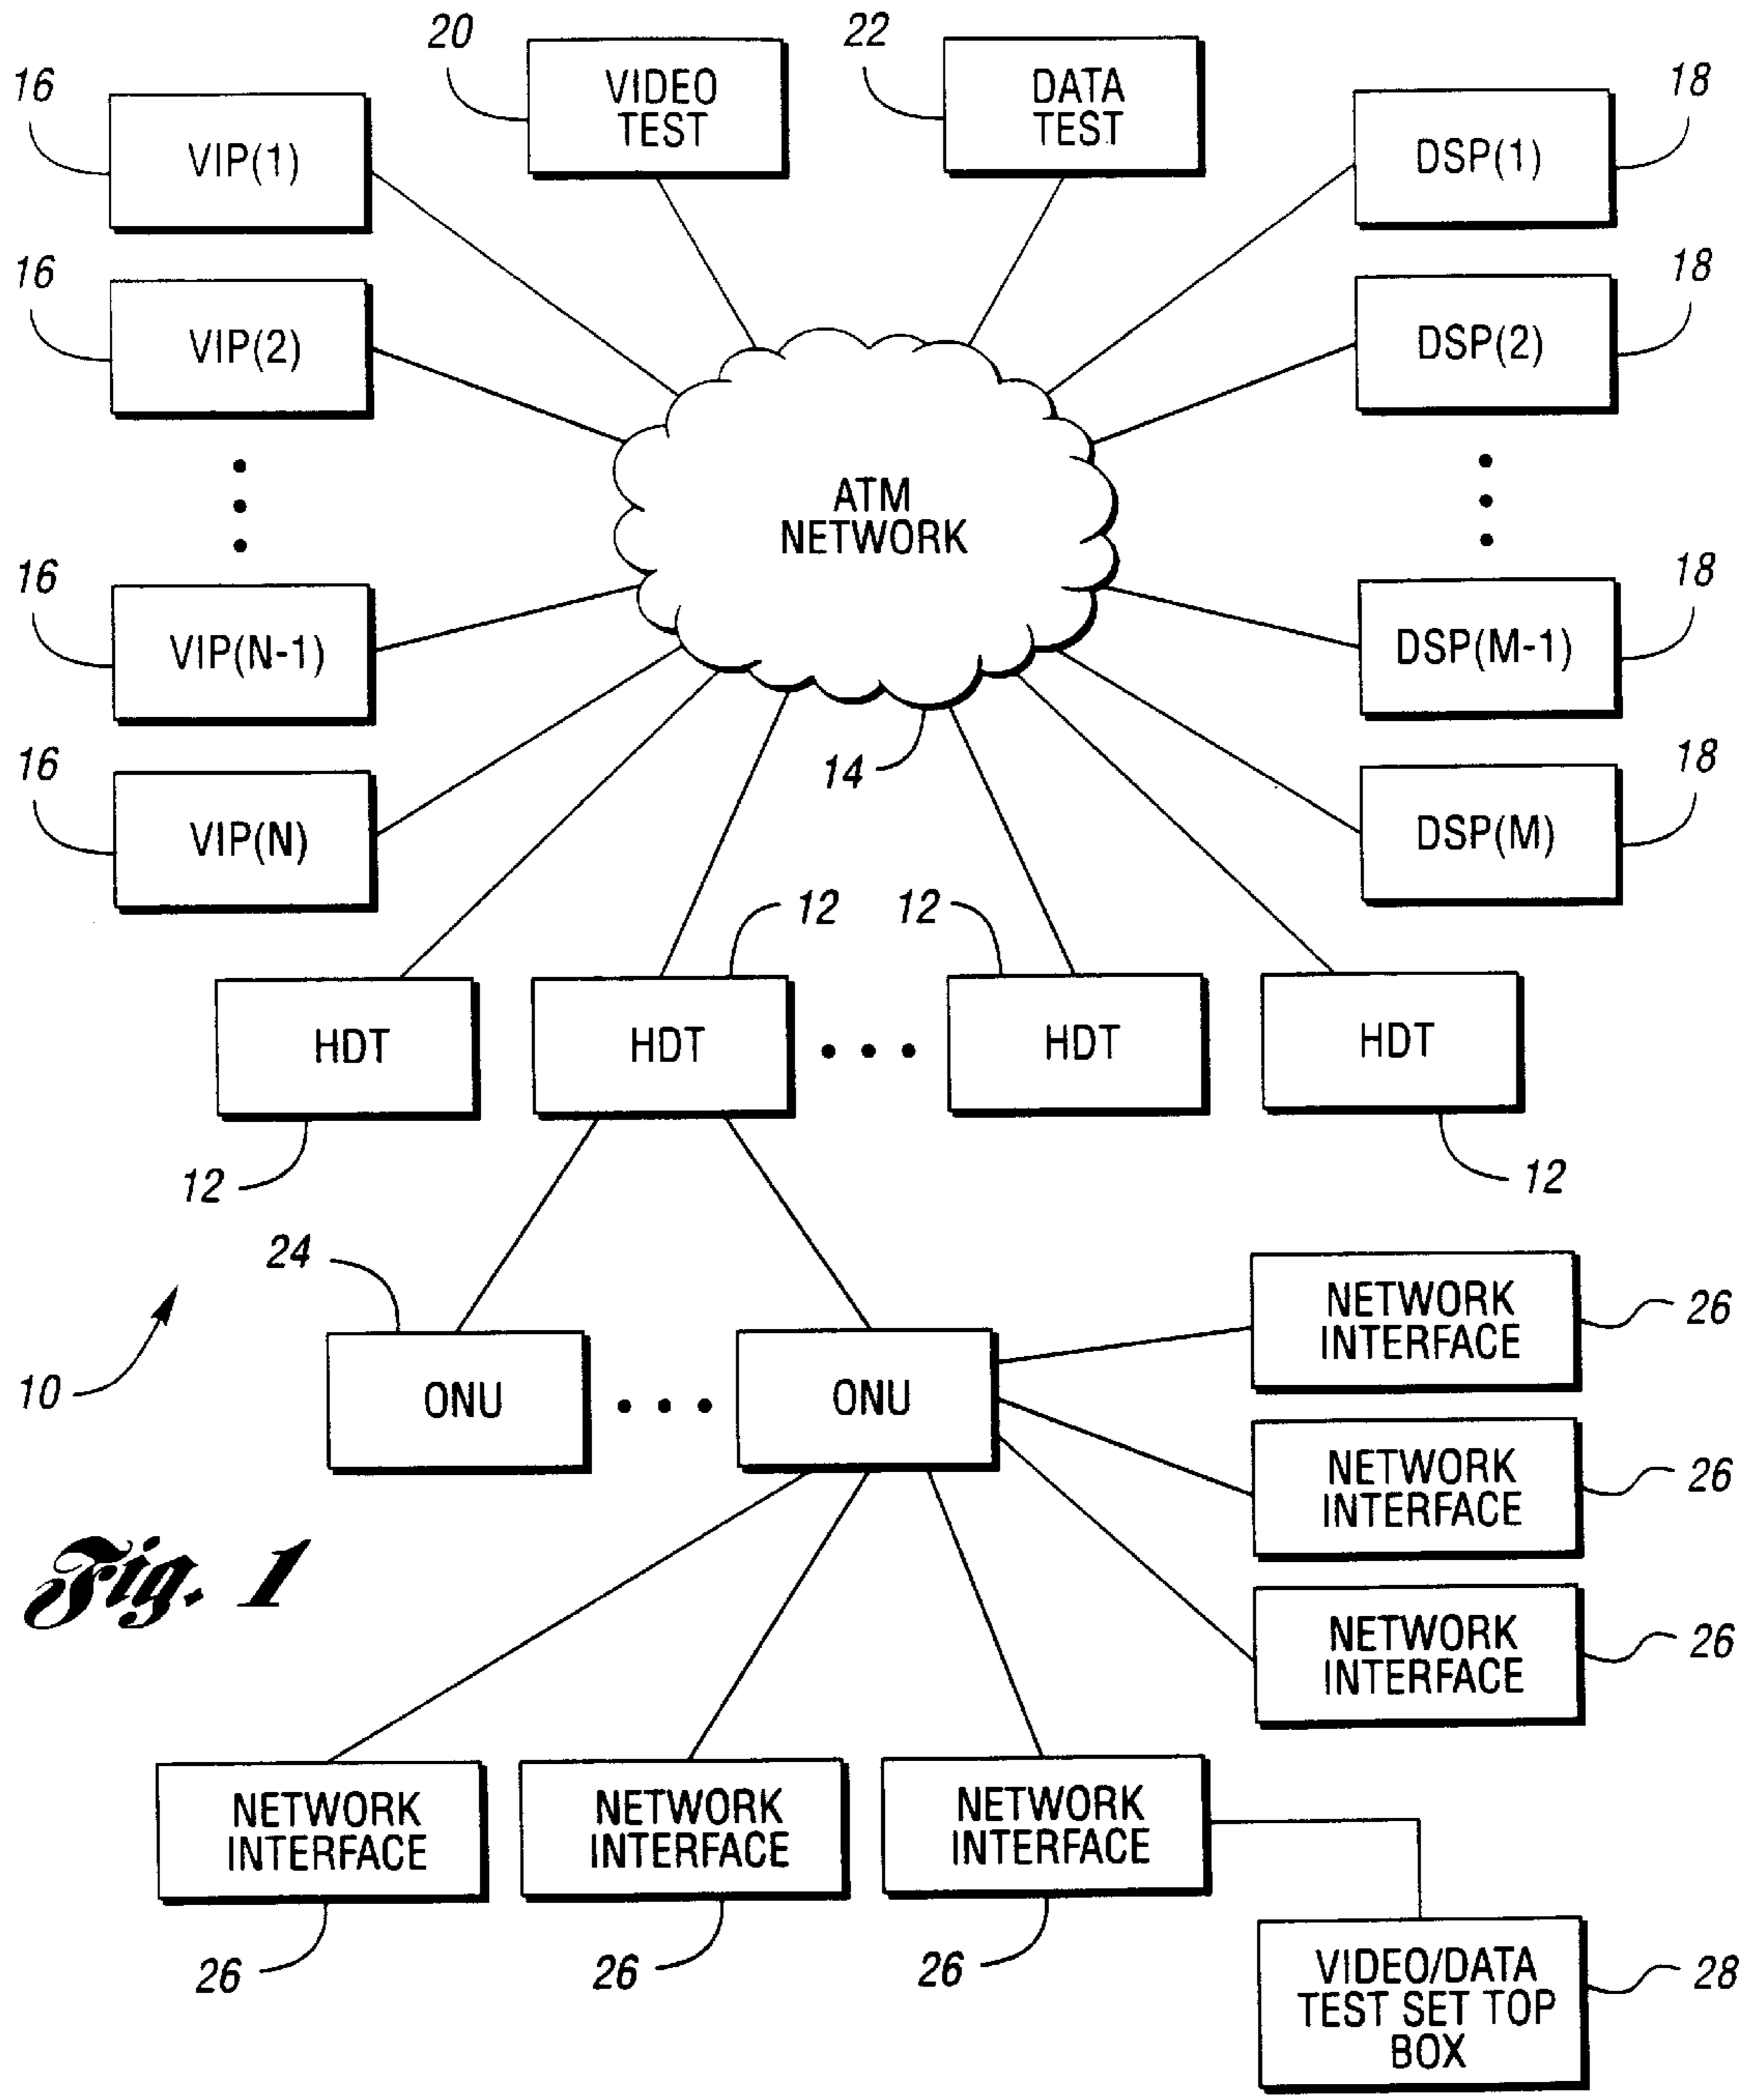 20
22
16
VIDEO
TEST
DATA
TEST
18
VIP(1)
DSP(1)
16
18
VIP(2)
DSP(2)
ATM
NETWORK
16
18
VIP(N-1)
DSP(M-1)
16
14
18
VIP(N)
DSP(M)
12
12
HDT
HDT
HDT
HDT
12
12
24
10
ONU
ONU
NETWORK
INTERFACE
26
NETWORK
INTERFACE
26
Fig. 1
NETWORK
INTERFACE
26
NETWORK
INTERFACE
NETWORK
INTERFACE
NETWORK
INTERFACE
26
26
26
VIDEO/DATA
TEST SET TOP
BOX
28